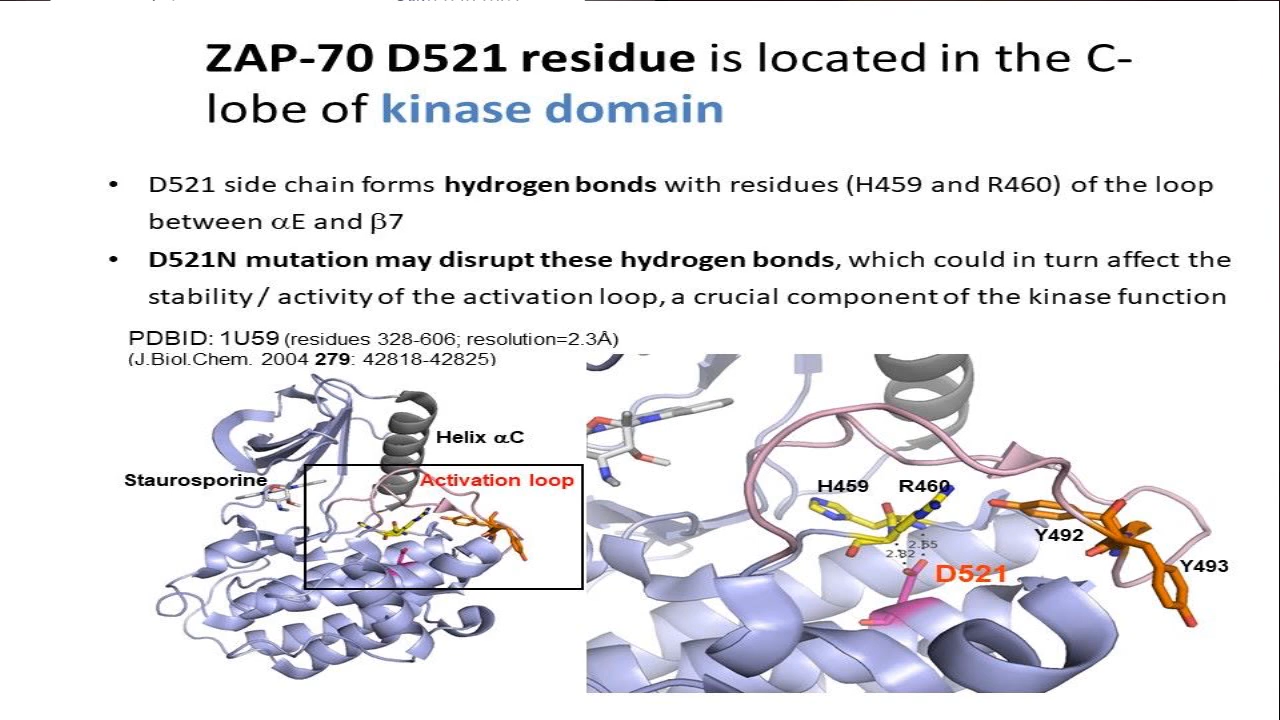 ZAP-70 D521 residue is located in the C-
lobe of kinase domain
• D521 side chain forms hydrogen bonds with residues (H459 and R460) of the loop
between αE and β7
• D521N mutation may disrupt these hydrogen bonds, which could in turn affect the
stability / activity of the activation loop, a crucial component of the kinase function
PDBID: 1U59 (residues 328-606; resolution=2.3Å)
(J.Biol.Chem. 2004 279: 42818-42825)
Helix αC
Staurosporine
Activation loop
H459
R460
Y492
D521
Y493